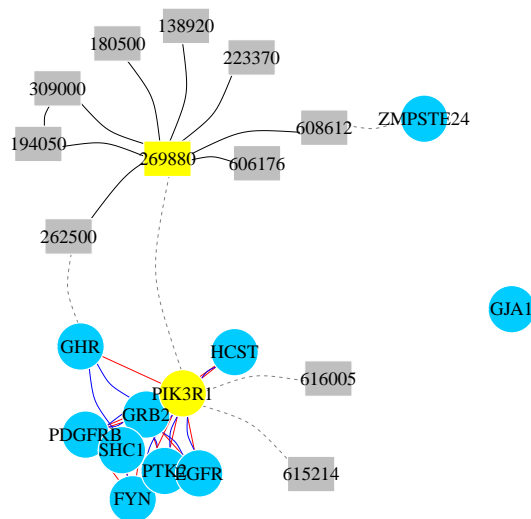 138920
180500
223370
309000
ZMPSTE24
608612
194050
269880
606176
262500
GJA1
GHR
HCST
616005
PIK3R1
GRB2
PDGFRB
SHC1
PTK2
EGFR
615214
FYN